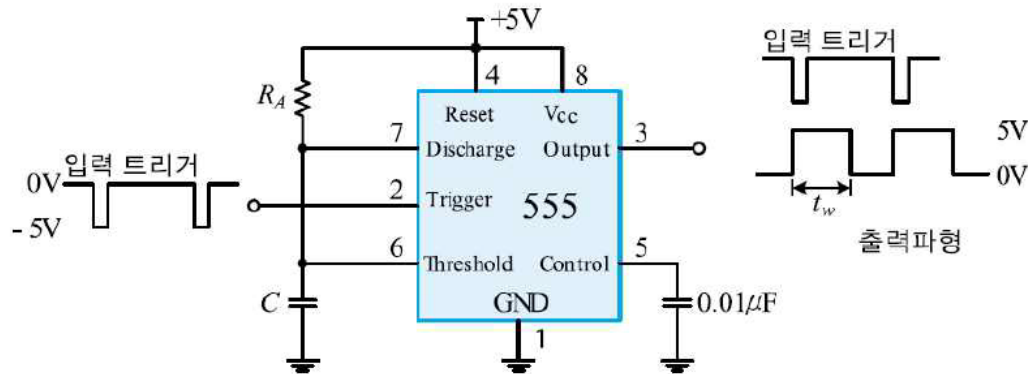 +5V
입력 트리거
4
8
R_A
Reset
Vcc
7
Discharge
Output
3
5V
0V
t_w
입력 트리거
0V
-5V
2
Trigger
555
출력파형
6
Threshold
Control
5
C
GND
0.01μF
1